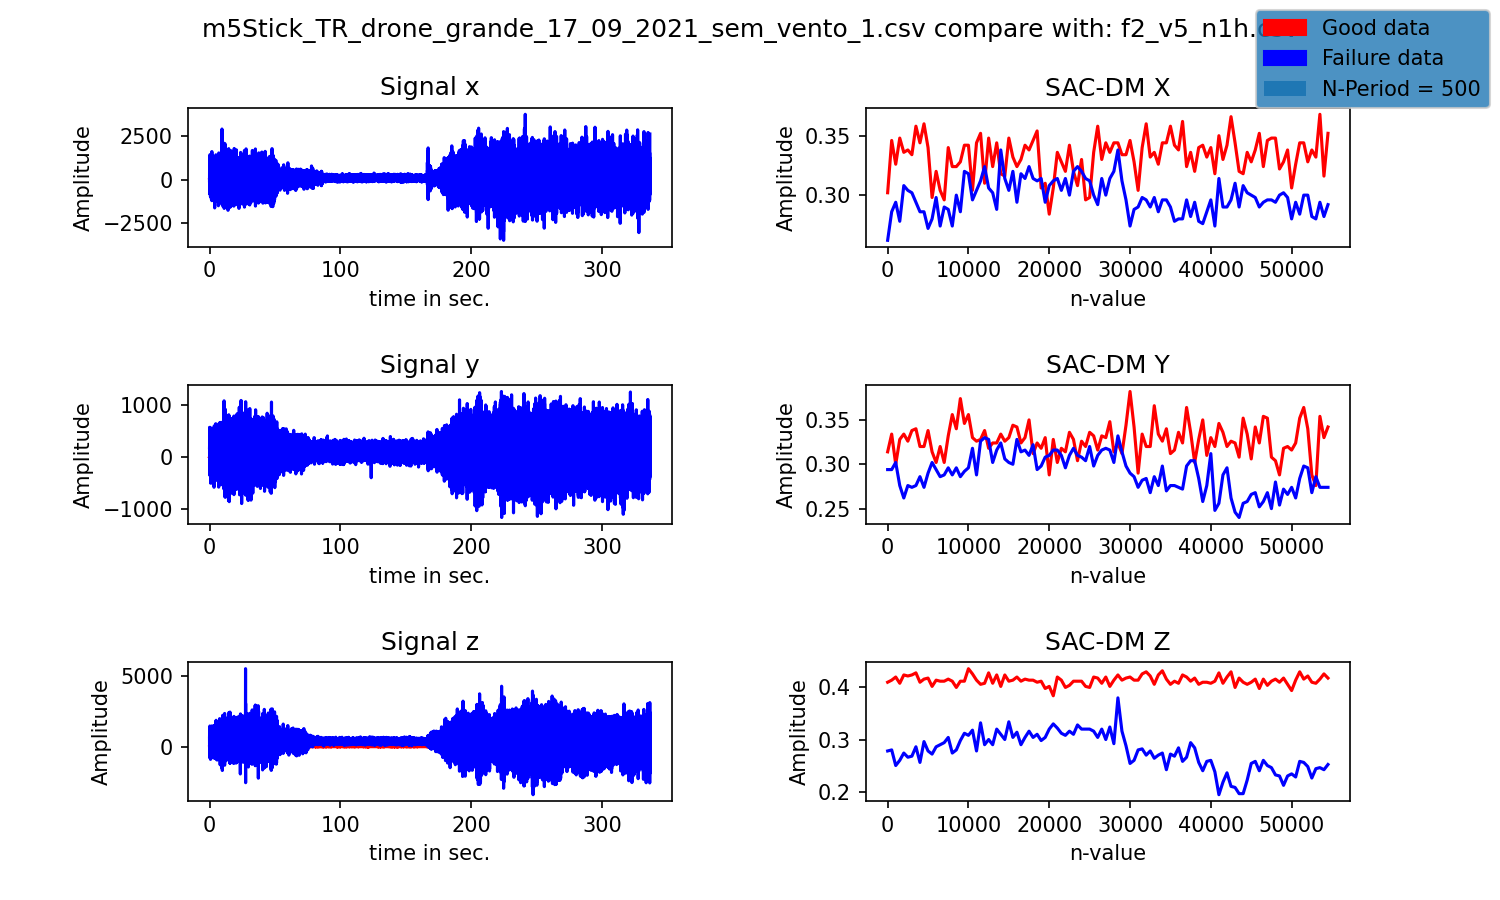 m5Stick_TR_drone_grande_17_09_2021_sem_vento_1.csv compare with: f2_v5_n1h.csv
Good data
Failure data
N-Period = 500
Signal x
Amplitude
2500
0
−2500
0 100 200 300
time in sec.
SAC-DM X
Amplitude
0.35
0.30
0 10000 20000 30000 40000 50000
n-value
Signal y
Amplitude
1000
0
−1000
0 100 200 300
time in sec.
SAC-DM Y
Amplitude
0.35
0.30
0.25
0 10000 20000 30000 40000 50000
n-value
Signal z
Amplitude
5000
0
0 100 200 300
time in sec.
SAC-DM Z
Amplitude
0.4
0.3
0.2
0 10000 20000 30000 40000 50000
n-value